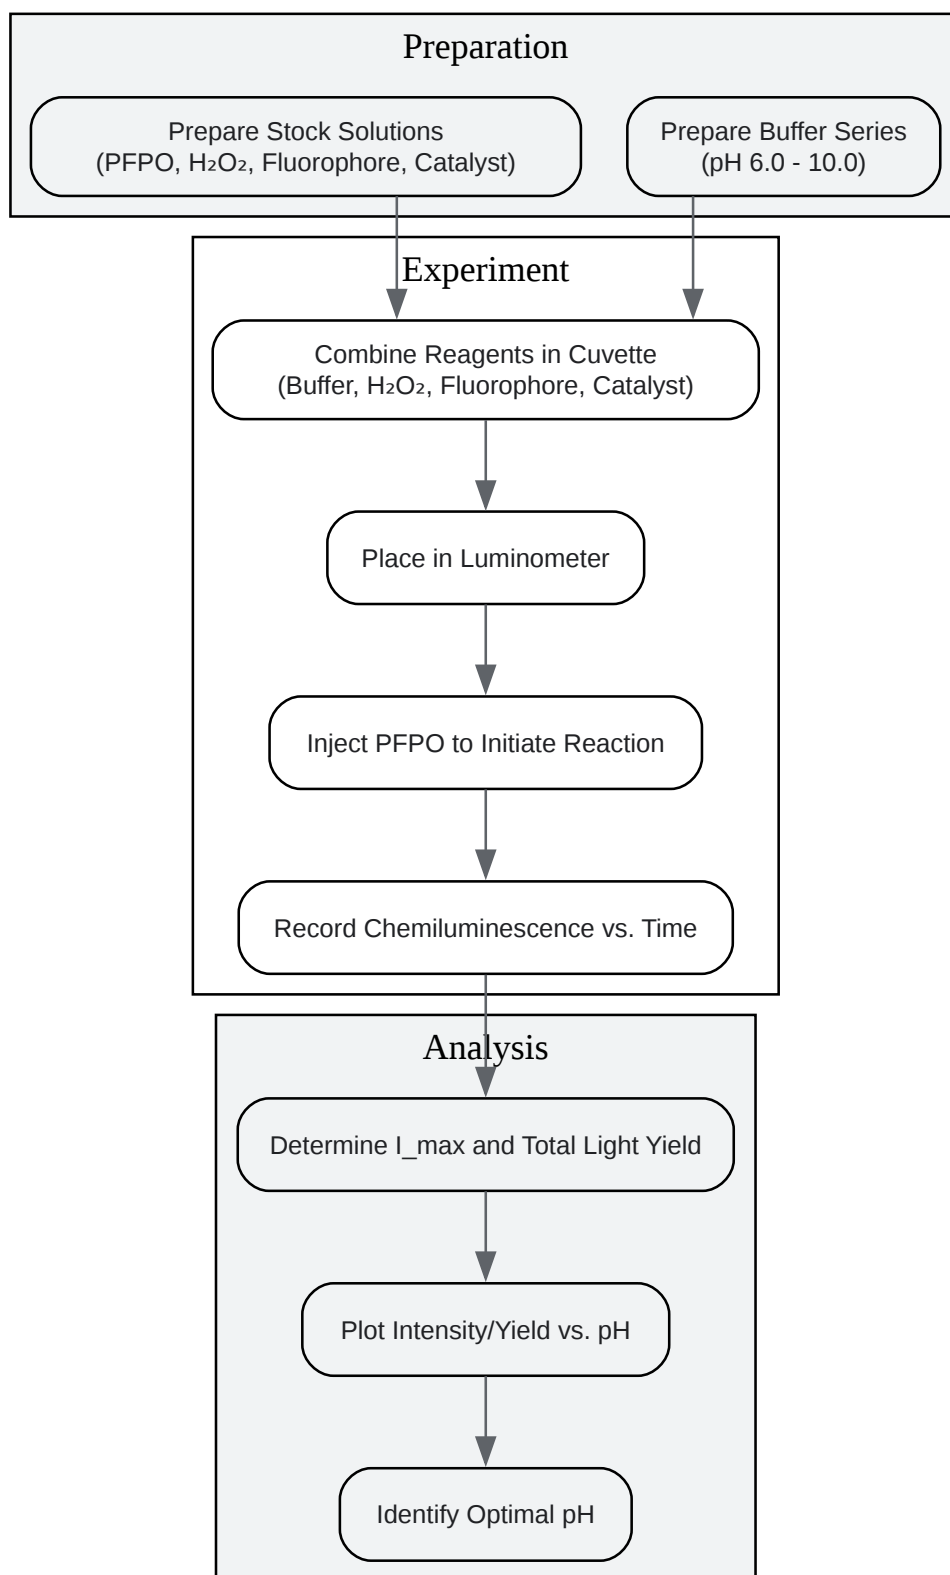 Preparation
Prepare Stock Solutions
(PFPO, H₂O₂, Fluorophore, Catalyst)
Prepare Buffer Series
(pH 6.0 - 10.0)
Experiment
Combine Reagents in Cuvette
(Buffer, H₂O₂, Fluorophore, Catalyst)
Place in Luminometer
Inject PFPO to Initiate Reaction
Record Chemiluminescence vs. Time
Analysis
Determine I_max and Total Light Yield
Plot Intensity/Yield vs. pH
Identify Optimal pH